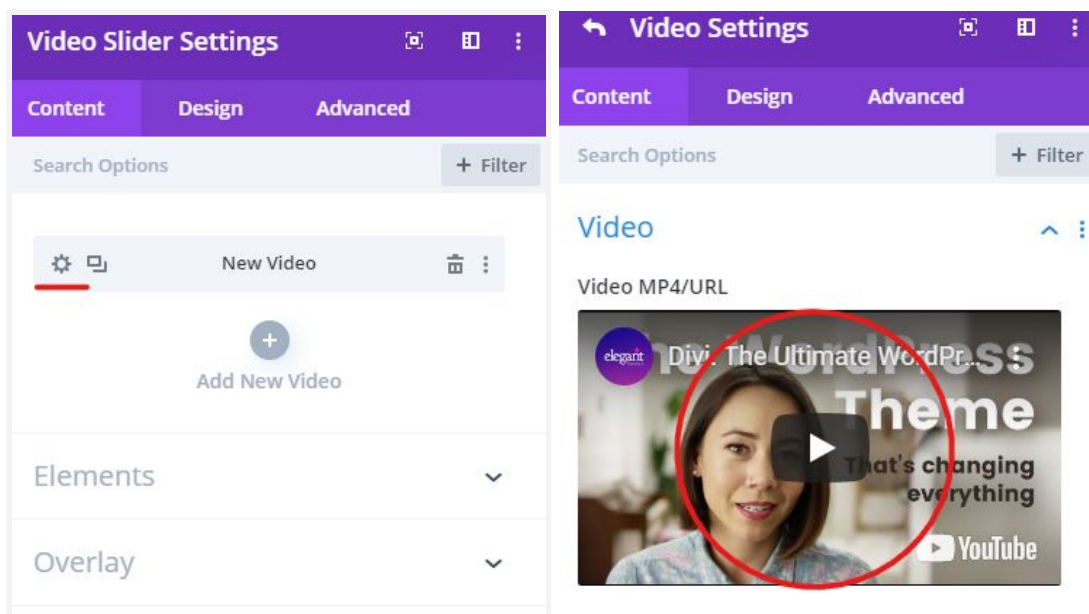 Video Slider Settings
Content Design Advanced
Search Options
+ Filter
New Video
Add New Video
Elements
Overlay
Video Settings
Content Design Advanced
Search Options
+ Filter
Video
Video MP4/URL
elegant
Divi. The Ultimate WordPr...
The WordPress
Theme
That's changing
everything
YouTube